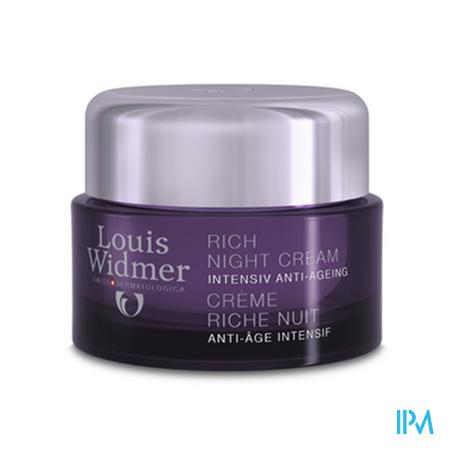 Louis
Widmer
SWISS DERMATOLOGICA
RICH
NIGHT CREAM
INTENSIV ANTI-AGEING
CRÈME
RICHE NUIT
ANTI-ÂGE INTENSIF
IPM